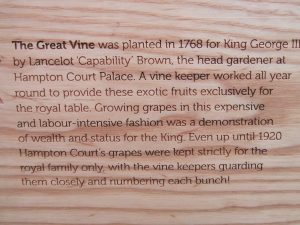 The Great Vine was planted in 1768 for King George III
by Lancelot 'Capability' Brown, the head gardener at
Hampton Court Palace. A vine keeper worked all year
round to provide these exotic fruits exclusively for
the royal table. Growing grapes in this expensive
and labour-intensive fashion was a demonstration
of wealth and status for the King. Even up until 1920
Hampton Court's grapes were kept strictly for the
royal family only, with the vine keepers guarding
them closely and numbering each bunch!